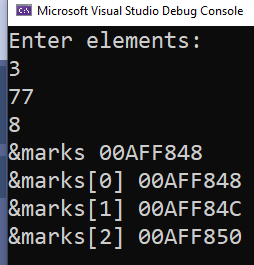 Microsoft Visual Studio Debug Console
Enter elements:
3
77
8
&marks 00AFF848
&marks[0] 00AFF848
&marks[1] 00AFF84C
&marks[2] 00AFF850